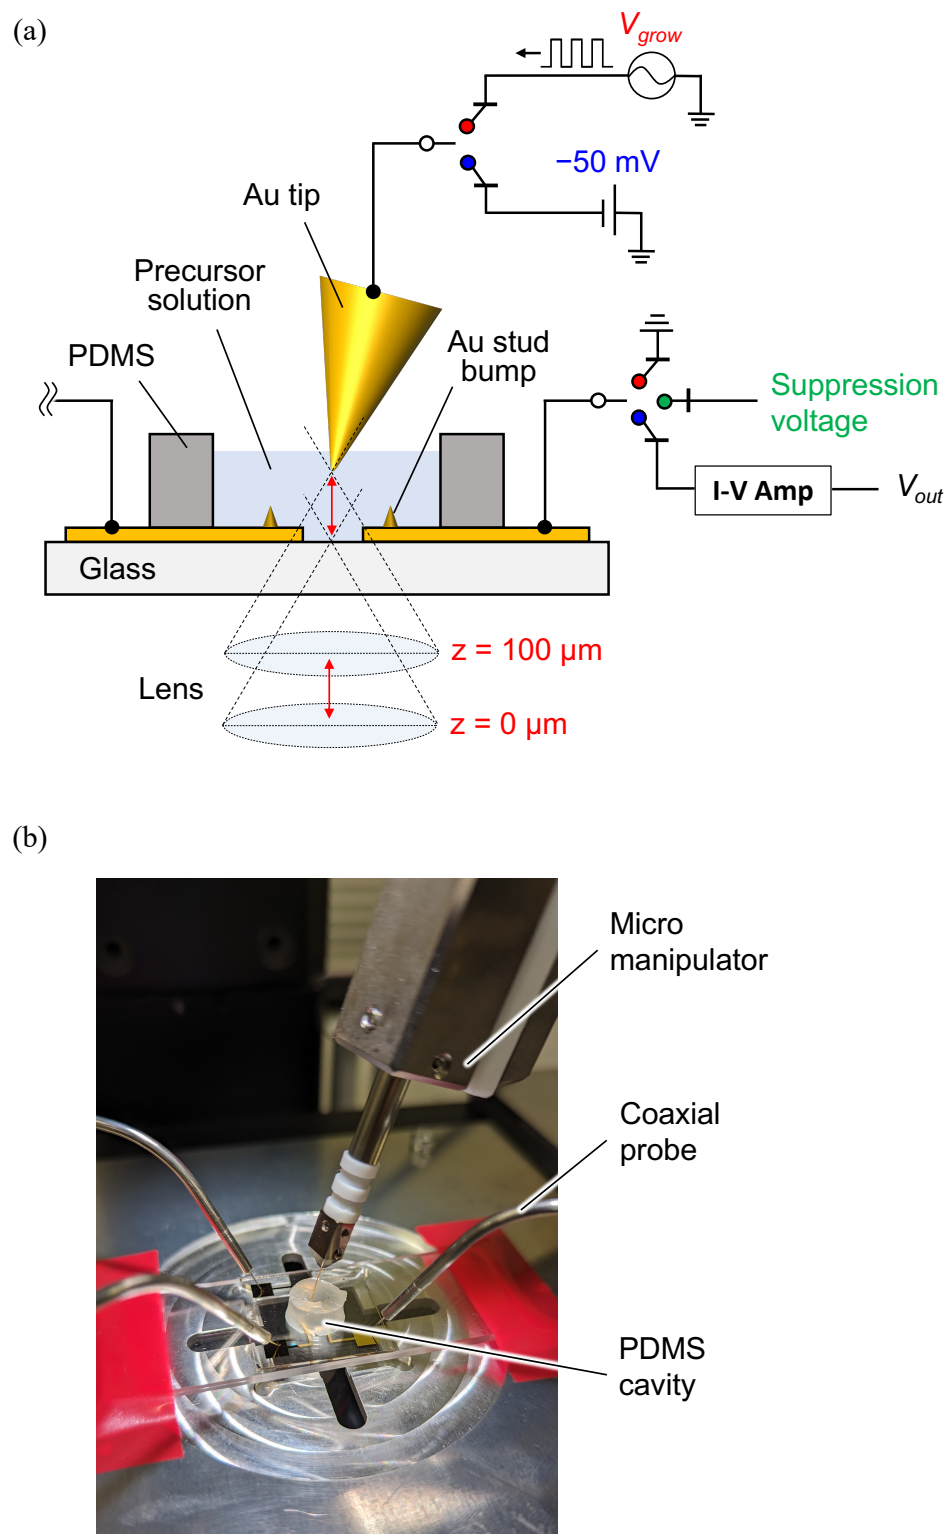 (a)
V_grow
−50 mV
Au tip
Precursor
solution
PDMS
Au stud
bump
Suppression
voltage
I-V Amp
V_out
Glass
z = 100 μm
Lens
z = 0 μm
(b)
Micro
manipulator
Coaxial
probe
PDMS
cavity